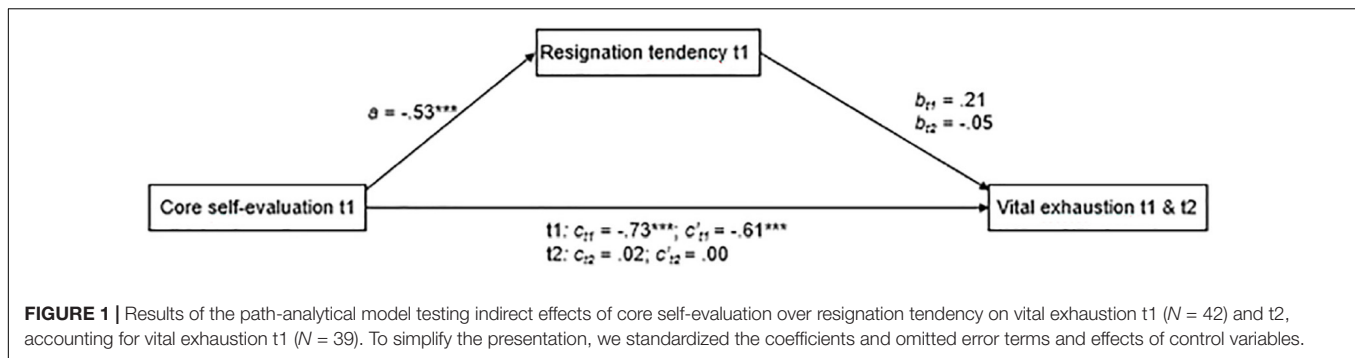 Resignation tendency t1
a = -.53***
b_t1 = .21
b_t2 = -.05
Core self-evaluation t1
Vital exhaustion t1 & t2
t1: c_t1 = -.73***; c'_t1 = -.61***
t2: c_t2 = .02; c'_t2 = .00
FIGURE 1 | Results of the path-analytical model testing indirect effects of core self-evaluation over resignation tendency on vital exhaustion t1 (N = 42) and t2,
accounting for vital exhaustion t1 (N = 39). To simplify the presentation, we standardized the coefficients and omitted error terms and effects of control variables.